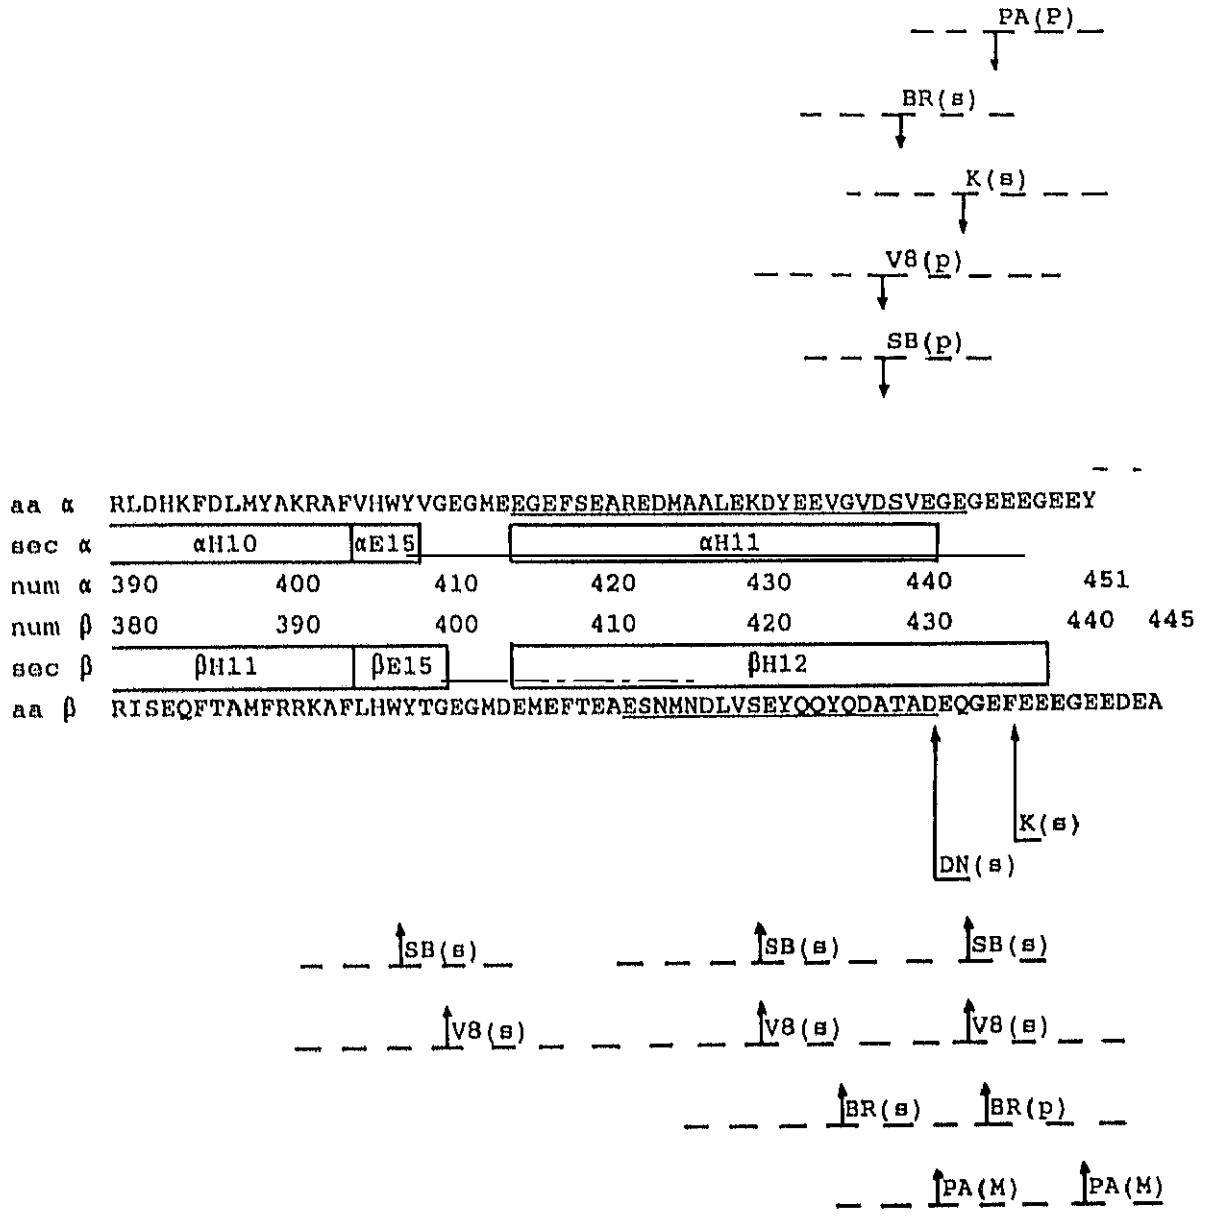 PA(P)
BR(s)
K(s)
V8(p)
SB(p)
aa α RLDHKFDLMYAKRAFVHWYVGEGMEEGEFSEAREDMAALEKDYEEVGVDSVEGEGEEEGEEY
sec α αH10 αE15 αH11
num α 390 400 410 420 430 440 451
num β 380 390 400 410 420 430 440 445
sec β βH11 βE15 βH12
aa β RISEQFTAMFRRKAFLHWYTGEGMDEMEFTEAESNMNDLVSEYQQYQDATADEQGEFEEEGEEDEA
K(s)
DN(s)
SB(s) SB(s) SB(s)
V8(s) V8(s) V8(s)
BR(s) BR(p)
PA(M) PA(M)